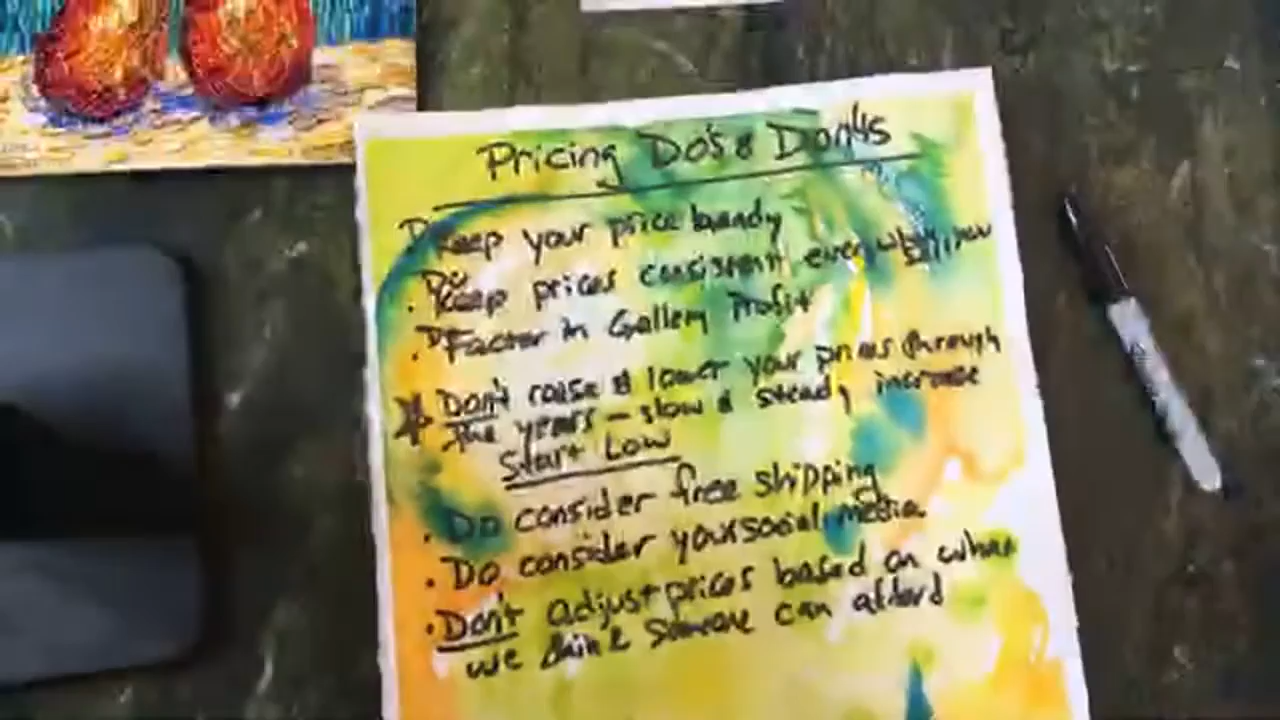 Pricing Do's & Don'ts
Do Keep your price handy
. Do Keep prices consistent everywhere you
. Do Factor in Gallery Profit
Don't raise & lower your prices through
the years - slow & steady increase
Start Low
. Do consider free shipping
. Do consider your social media
. Don't adjust prices based on what
we think someone can afford